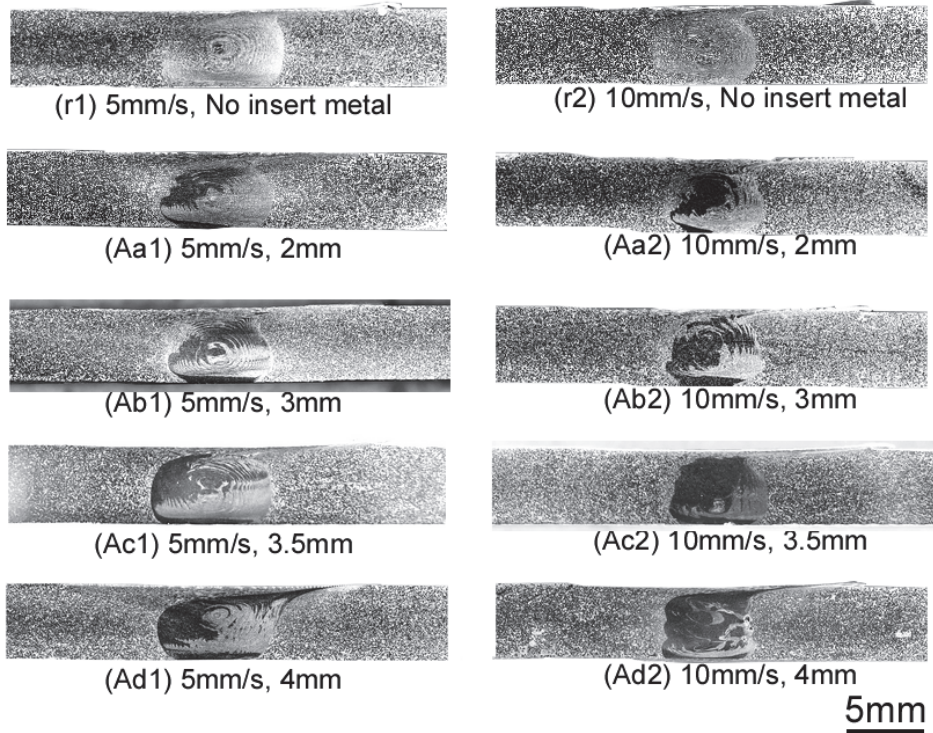 (r1) 5mm/s, No insert metal
(r2) 10mm/s, No insert metal
(Aa1) 5mm/s, 2mm
(Aa2) 10mm/s, 2mm
(Ab1) 5mm/s, 3mm
(Ab2) 10mm/s, 3mm
(Ac1) 5mm/s, 3.5mm
(Ac2) 10mm/s, 3.5mm
(Ad1) 5mm/s, 4mm
(Ad2) 10mm/s, 4mm
5mm